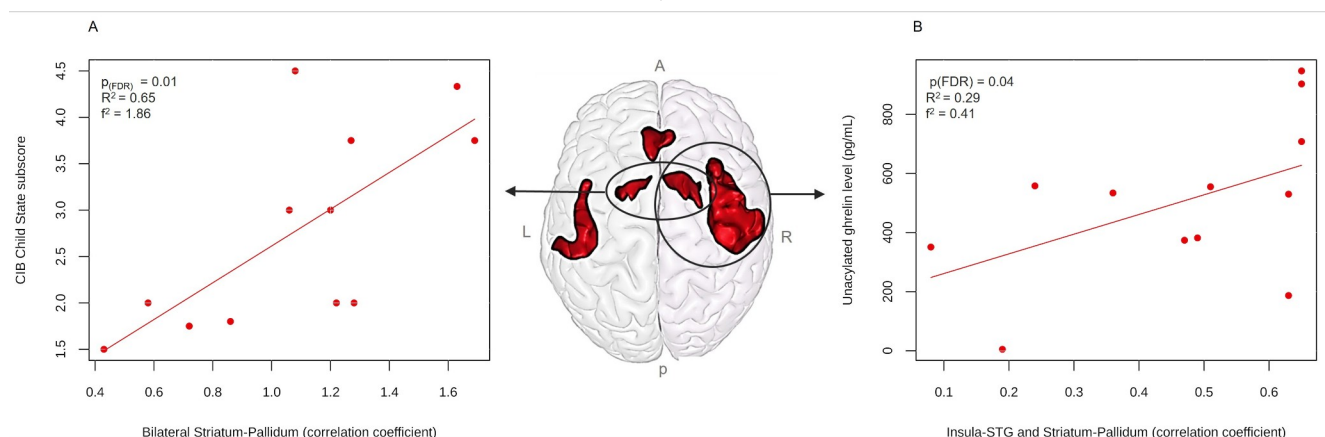 A
p(FDR) = 0.01
R² = 0.65
f² = 1.86
CIB Child State subscore
4.5
4.0
3.5
3.0
2.5
2.0
1.5
0.4 0.6 0.8 1.0 1.2 1.4 1.6
Bilateral Striatum-Pallidum (correlation coefficient)
A
L
R
p
B
p(FDR) = 0.04
R² = 0.29
f² = 0.41
Unacylated ghrelin level (pg/mL)
800
600
400
200
0
0.1 0.2 0.3 0.4 0.5 0.6
Insula-STG and Striatum-Pallidum (correlation coefficient)